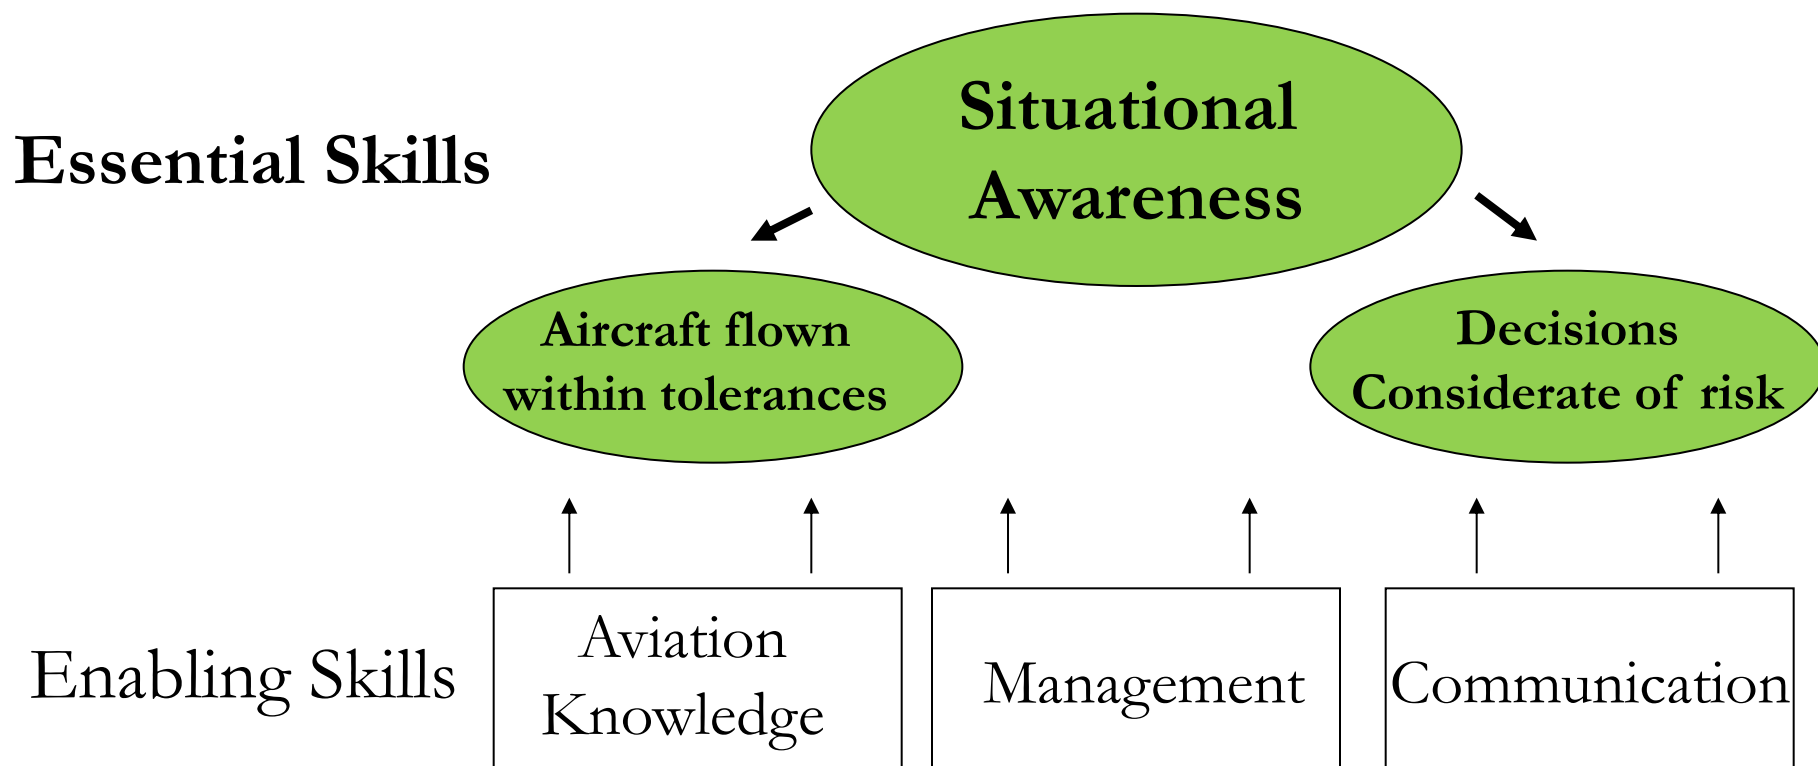 Situational
Awareness
Essential Skills
Aircraft flown
within tolerances
Decisions
Considerate of risk
Enabling Skills
Aviation
Knowledge
Management
Communication